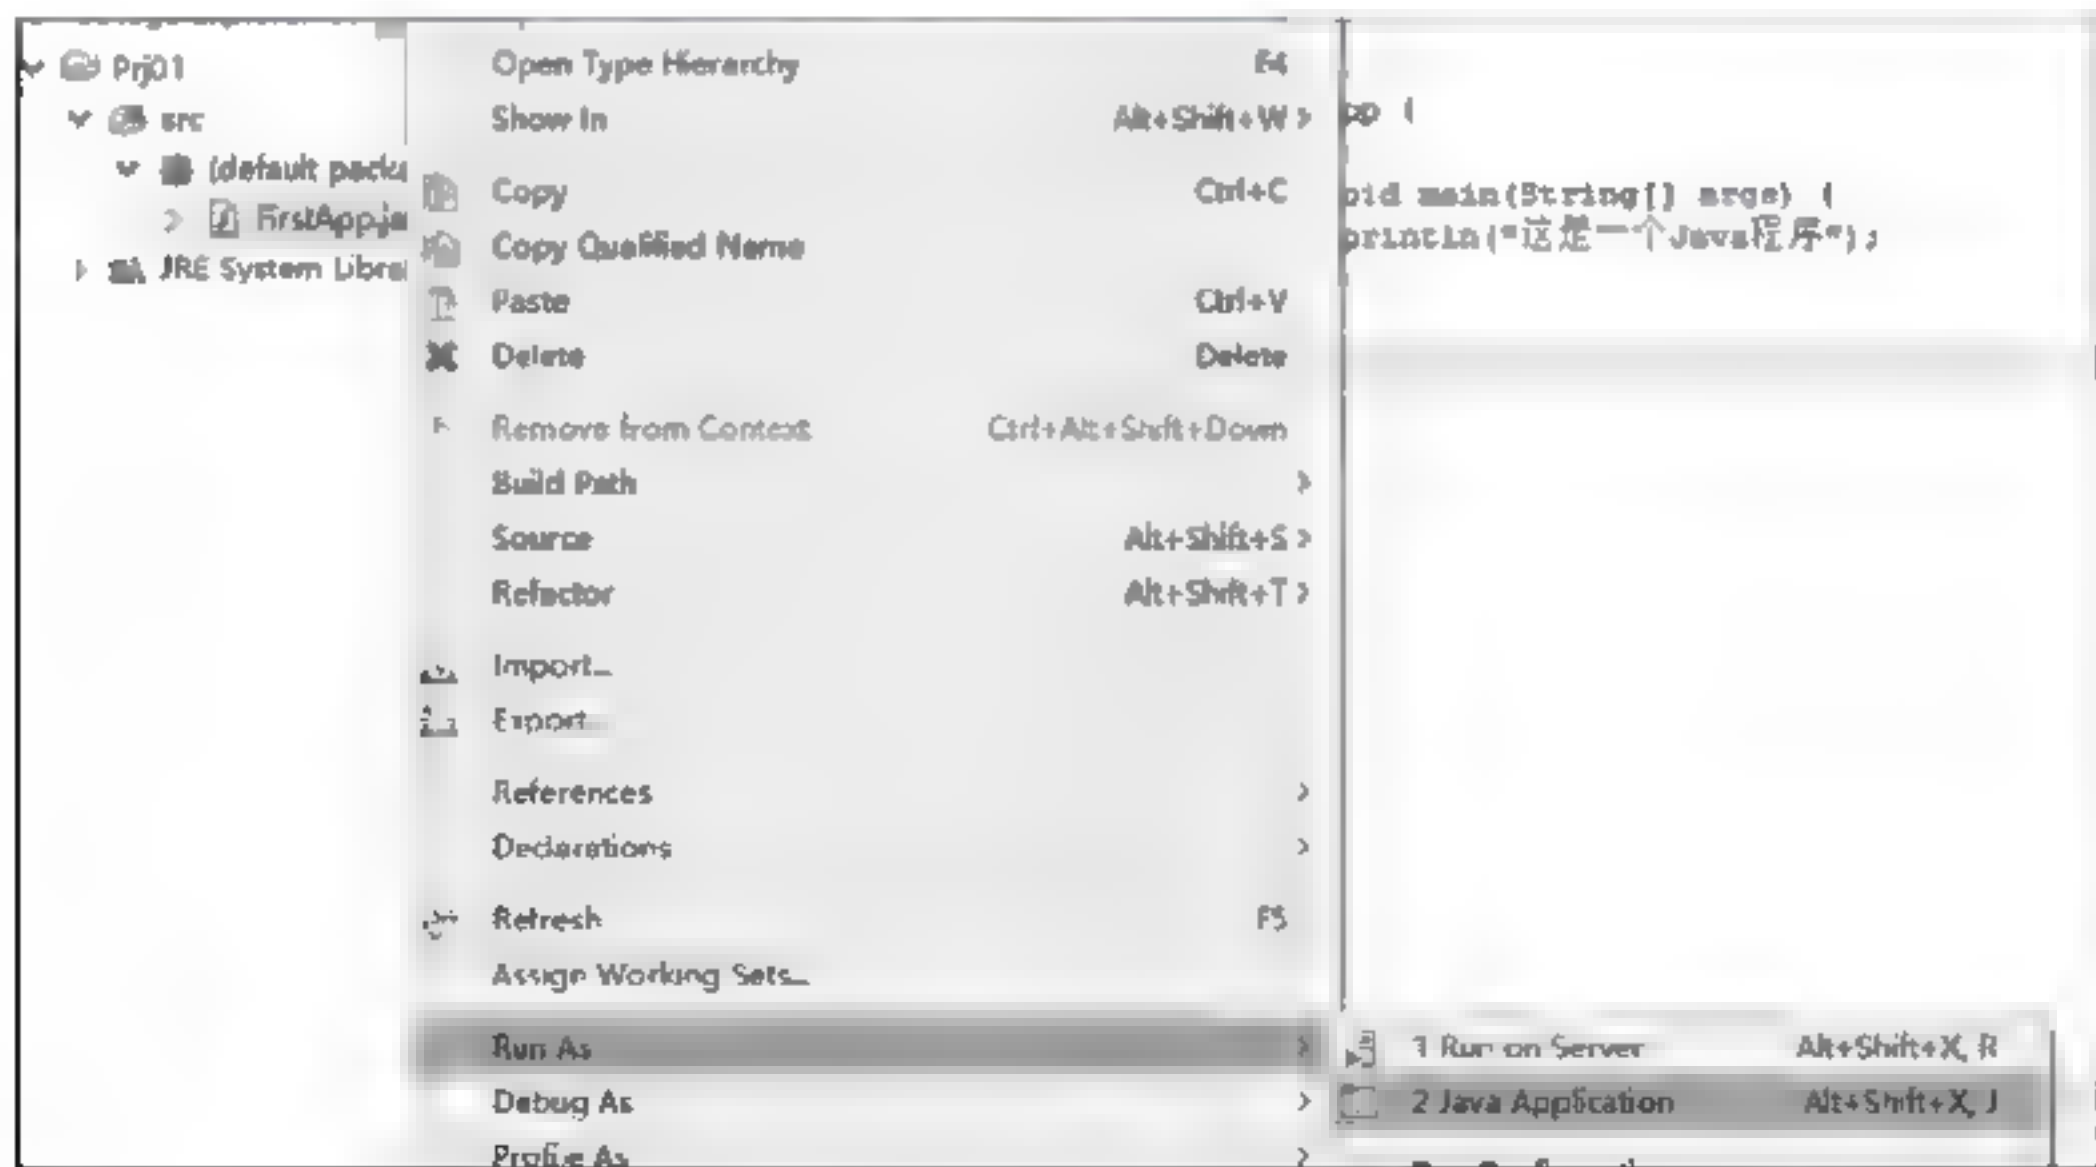 Prj01
src
(default packa
FirstApp.ja
JRE System Librar
Open Type Hierarchy F4
Show In Alt+Shift+W
Copy Ctrl+C
Copy Qualified Name
Paste Ctrl+V
Delete Delete
Remove from Context Ctrl+Alt+Shift+Down
Build Path
Source Alt+Shift+S
Refactor Alt+Shift+T
Import...
Export...
References
Declarations
Refresh F5
Assign Working Sets...
Run As
Debug As
Profile As
pp {
oid main(String[] args) {
println("这是一个Java程序");
1 Run on Server Alt+Shift+X, R
2 Java Application Alt+Shift+X, J